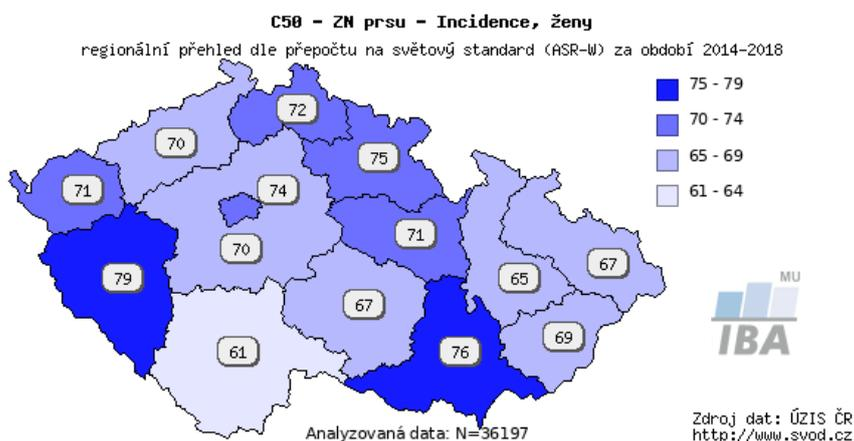 C50 - ZN prsu - Incidence, ženy
regionální přehled dle přepočtu na světový standard (ASR-W) za období 2014-2018
75 - 79
70 - 74
65 - 69
61 - 64
72
70
75
71
74
71
70
79
67
65
67
69
61
76
MU
IBA
Analyzovaná data: N=36197
Zdroj dat: ÚZIS ČR
http://www.svod.cz